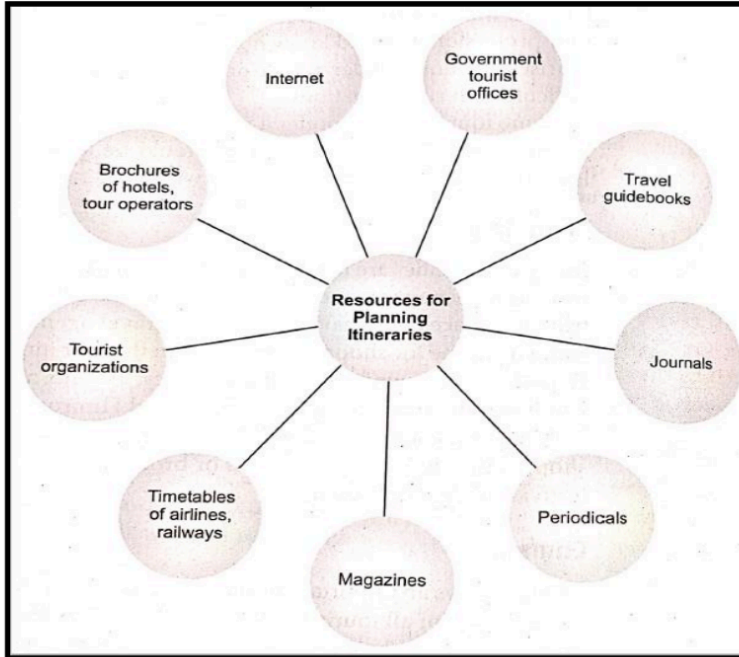 Internet
Government
tourist
offices
Brochures
of hotels,
tour operators
Travel
guidebooks
Resources for
Planning
Itineraries
Tourist
organizations
Journals
Timetables
of airlines,
railways
Periodicals
Magazines